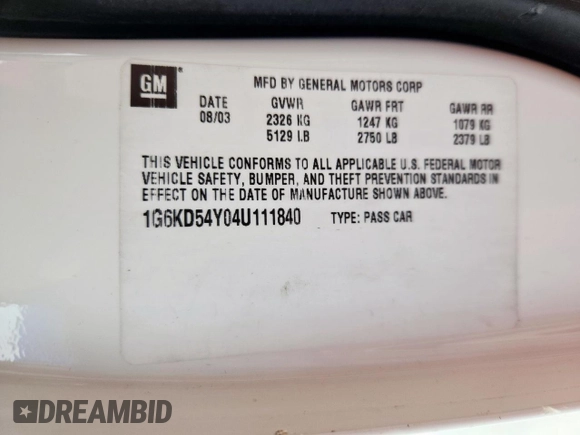 GM®
MFD BY GENERAL MOTORS CORP
DATE GVWR GAWR FRT GAWR RR
08/03 2326 KG 1247 KG 1079 KG
5129 LB 2750 LB 2379 LB
THIS VEHICLE CONFORMS TO ALL APPLICABLE U.S. FEDERAL MOTOR
VEHICLE SAFETY, BUMPER, AND THEFT PREVENTION STANDARDS IN
EFFECT ON THE DATE OF MANUFACTURE SHOWN ABOVE.
1G6KD54Y04U111840 TYPE: PASS CAR
DREAMBID